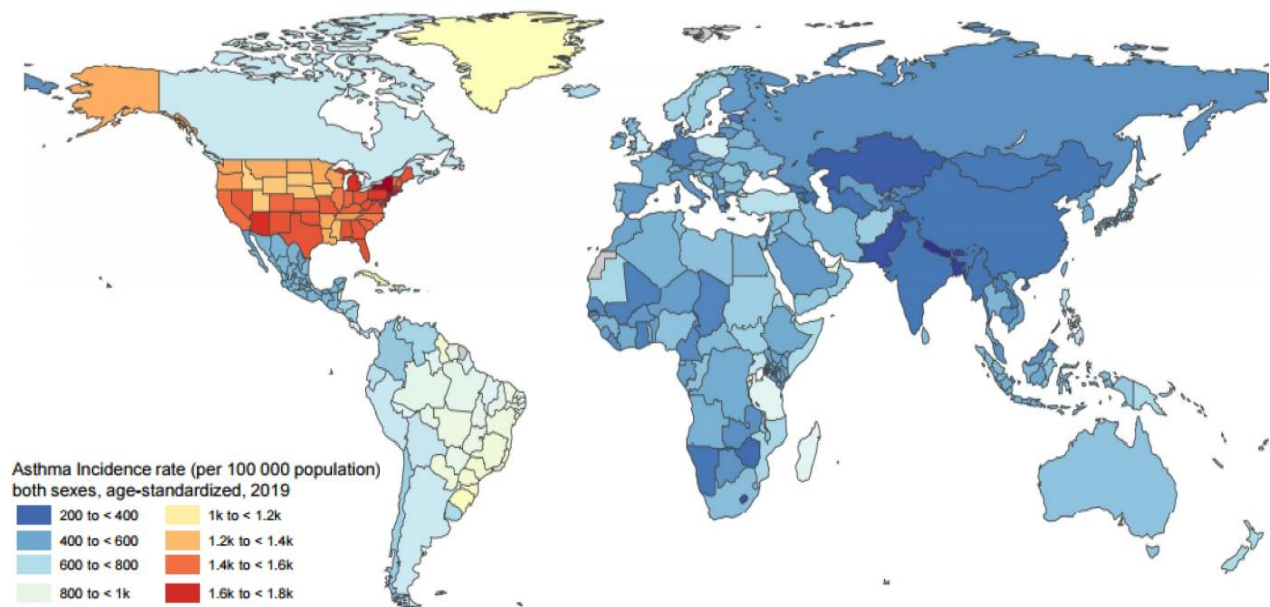 Asthma Incidence rate (per 100 000 population)
both sexes, age-standardized, 2019
200 to < 400
1k to < 1.2k
400 to < 600
1.2k to < 1.4k
600 to < 800
1.4k to < 1.6k
800 to < 1k
1.6k to < 1.8k